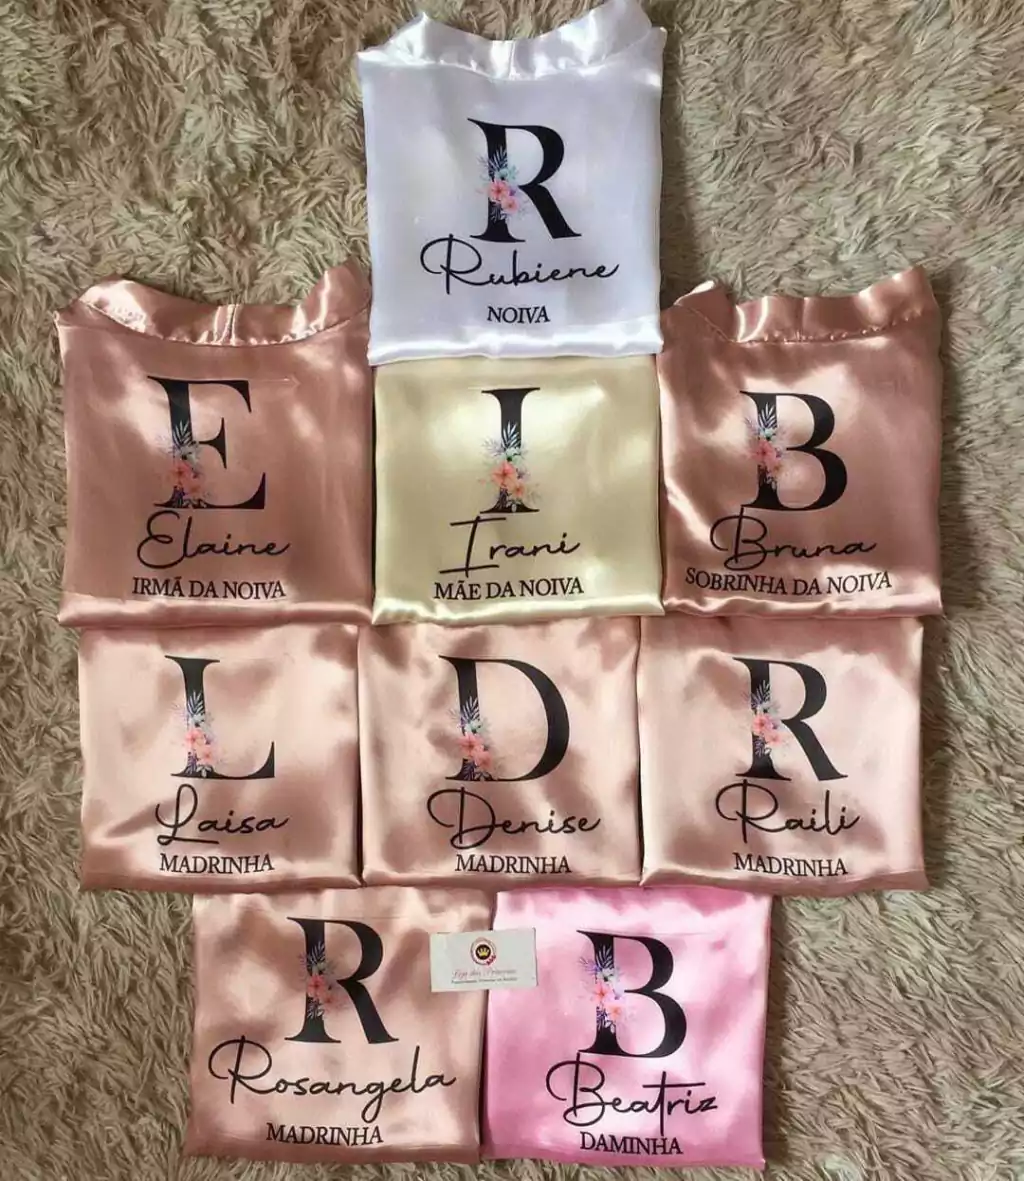 R
Rubiene
NOIVA
E
Elaine
IRMÃ DA NOIVA
I
Irani
MÃE DA NOIVA
B
Bruna
SOBRINHA DA NOIVA
L
Laisa
MADRINHA
D
Denise
MADRINHA
R
Raili
MADRINHA
R
Rosangela
MADRINHA
B
Beatriz
DAMINHA